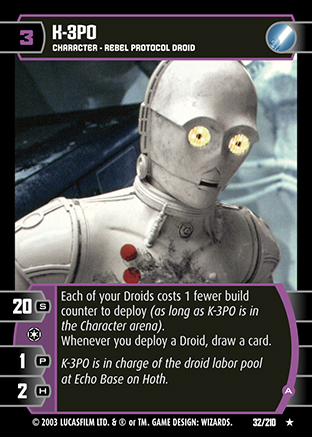 3
K-3PO
CHARACTER - REBEL PROTOCOL DROID
20 S
1 P
2 H
Each of your Droids costs 1 fewer build
counter to deploy (as long as K-3PO is in
the Character arena).
Whenever you deploy a Droid, draw a card.
K-3PO is in charge of the droid labor pool
at Echo Base on Hoth.
A
© 2003 LUCASFILM LTD. & ® or TM. GAME DESIGN: WIZARDS.
32/210 ★